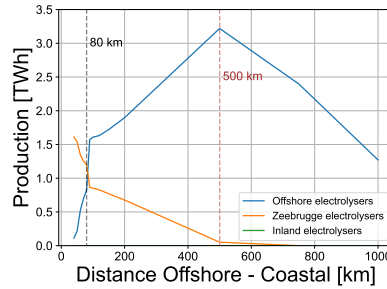 3.5
3.0
2.5
2.0
1.5
1.0
0.5
0.0
Production [TWh]
80 km
500 km
Offshore electrolysers
Zeebrugge electrolysers
Inland electrolysers
0 200 400 600 800 1000
Distance Offshore - Coastal [km]